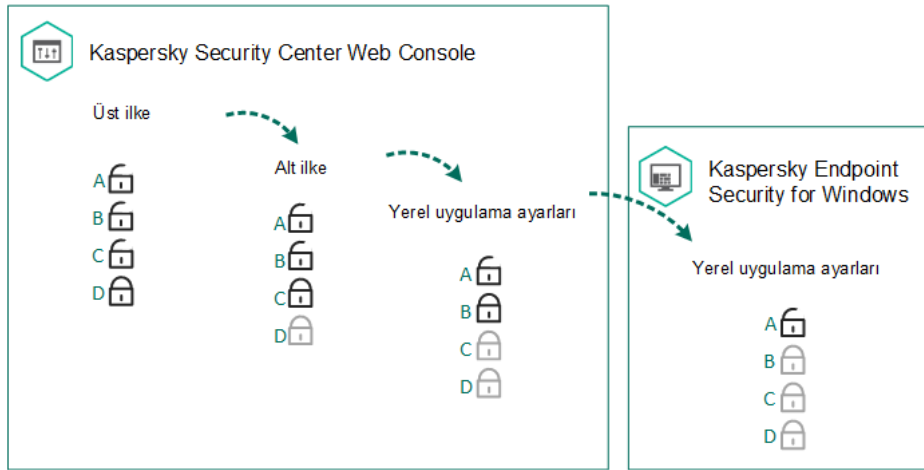 Kaspersky Security Center Web Console
Üst ilke
A
B
C
D
Alt ilke
A
B
C
D
Yerel uygulama ayarları
A
B
C
D
Kaspersky Endpoint
Security for Windows
Yerel uygulama ayarları
A
B
C
D